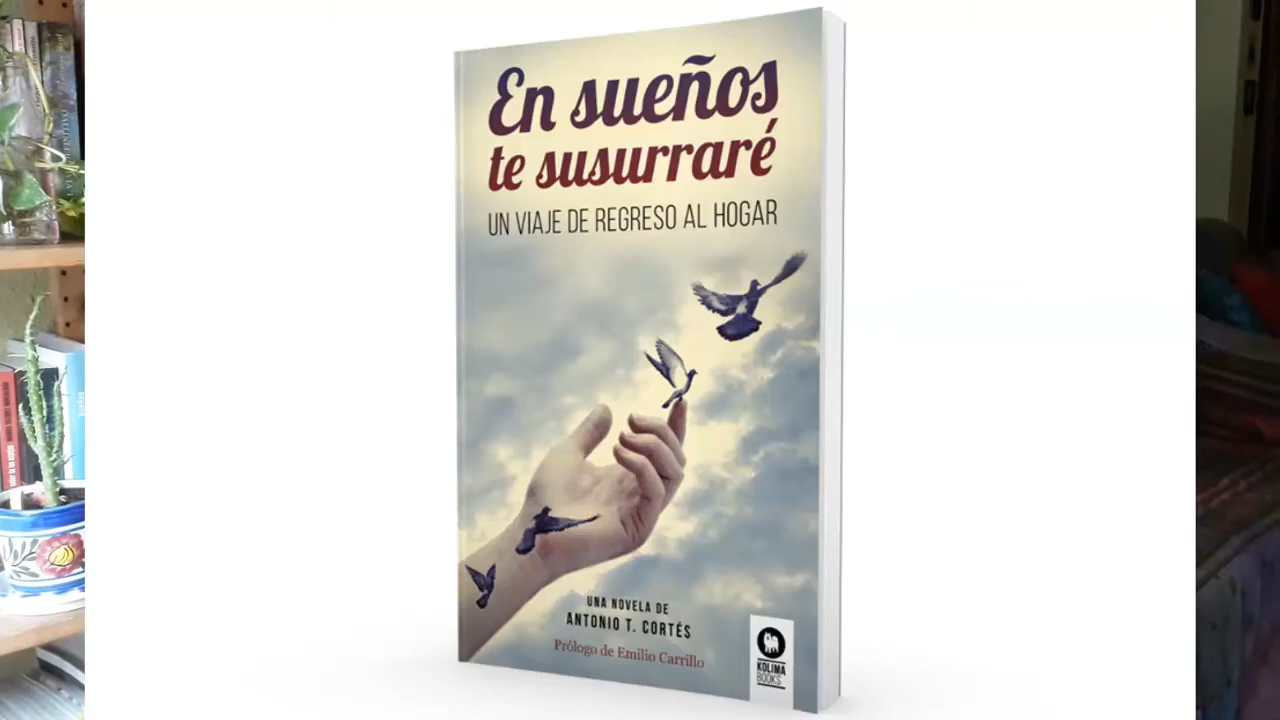 En sueños
te susurraré
UN VIAJE DE REGRESO AL HOGAR
UNA NOVELA DE
ANTONIO T. CORTÉS
Prólogo de Emilio Carrillo
KOLIMA
BOOKS